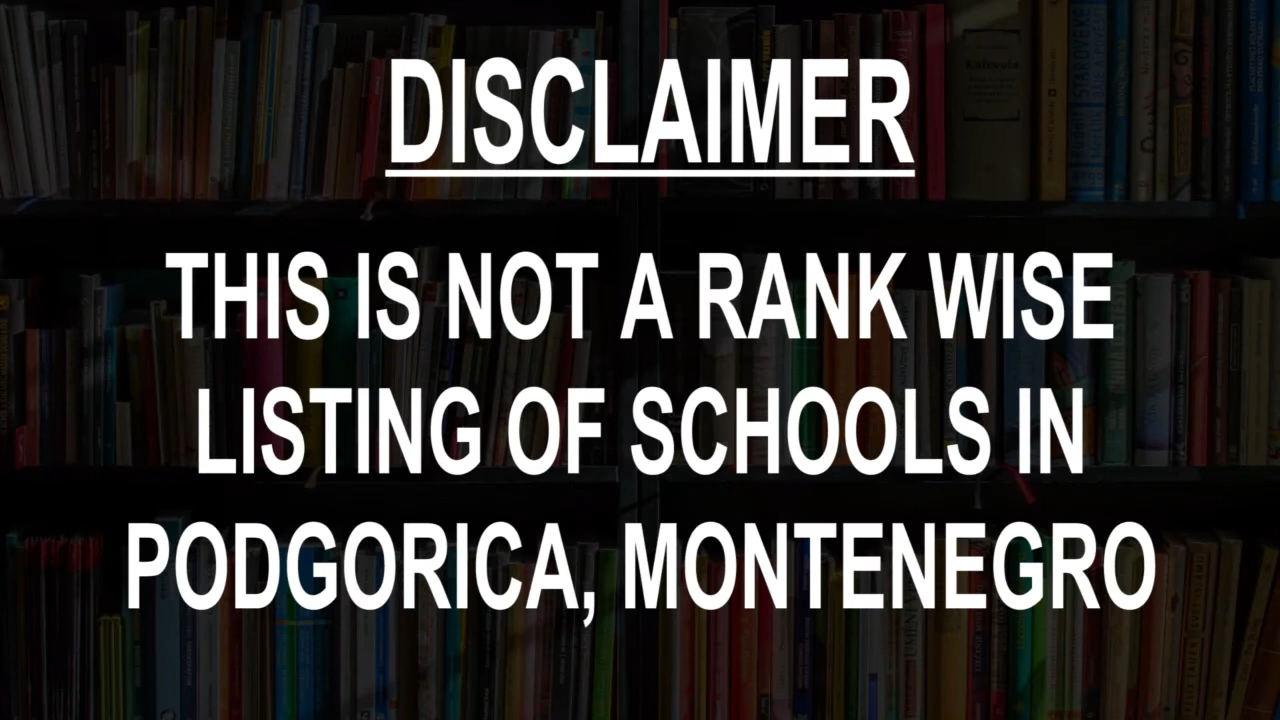 DISCLAIMER
THIS IS NOT A RANK WISE
LISTING OF SCHOOLS IN
PODGORICA, MONTENEGRO